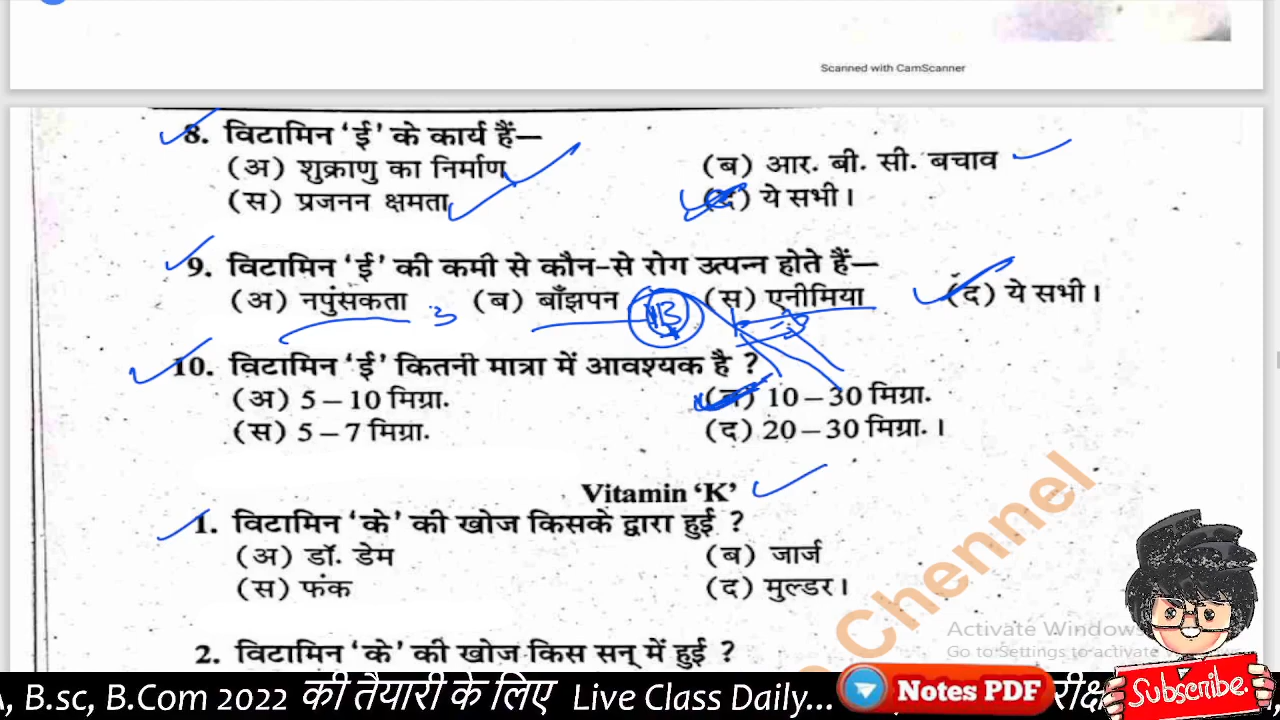 Scanned with CamScanner
8. विटामिन ‘ई’ के कार्य हैं—
(अ) शुक्राणु का निर्माण (ब) आर. बी. सी. बचाव
(स) प्रजनन क्षमता (द) ये सभी।
9. विटामिन ‘ई’ की कमी से कौन-से रोग उत्पन्न होते हैं—
(अ) नपुंसकता (ब) बाँझपन (स) एनीमिया (द) ये सभी।
10. विटामिन ‘ई’ कितनी मात्रा में आवश्यक है ?
(अ) 5 – 10 मिग्रा. (ब) 10 – 30 मिग्रा.
(स) 5 – 7 मिग्रा. (द) 20 – 30 मिग्रा. ।
Vitamin ‘K’
1. विटामिन ‘के’ की खोज किसके द्वारा हुई ?
(अ) डॉ. डेम (ब) जार्ज
(स) फंक (द) मुल्डर।
2. विटामिन ‘के’ की खोज किस सन् में हुई ?
Chennel
Activate Windows
Go to Settings to activate
A, B.sc, B.Com 2022 की तैयारी के लिए Live Class Daily...
Notes PDF
Subscribe.